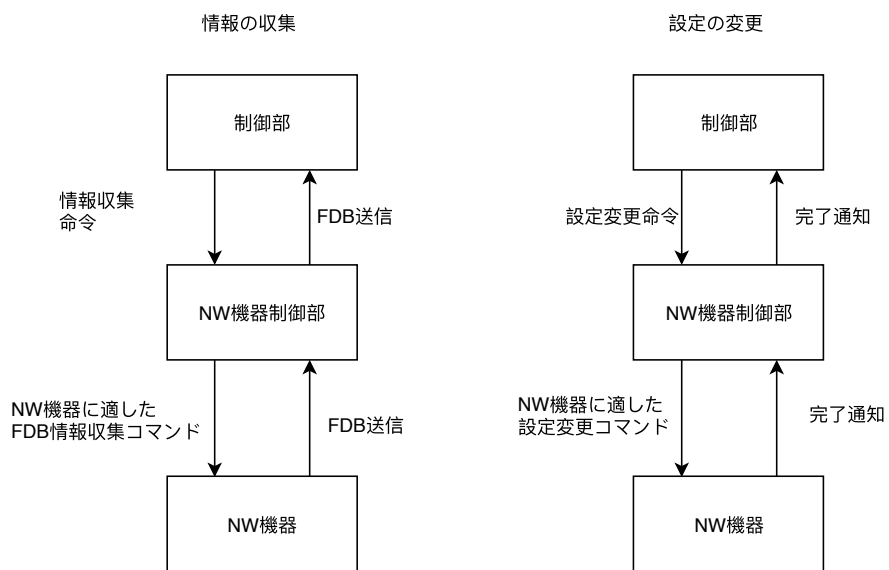 情報の収集
制御部
情報収集
命令
FDB送信
NW機器制御部
NW機器に適した
FDB情報収集コマンド
FDB送信
NW機器
設定の変更
制御部
設定変更命令
完了通知
NW機器制御部
NW機器に適した
設定変更コマンド
完了通知
NW機器